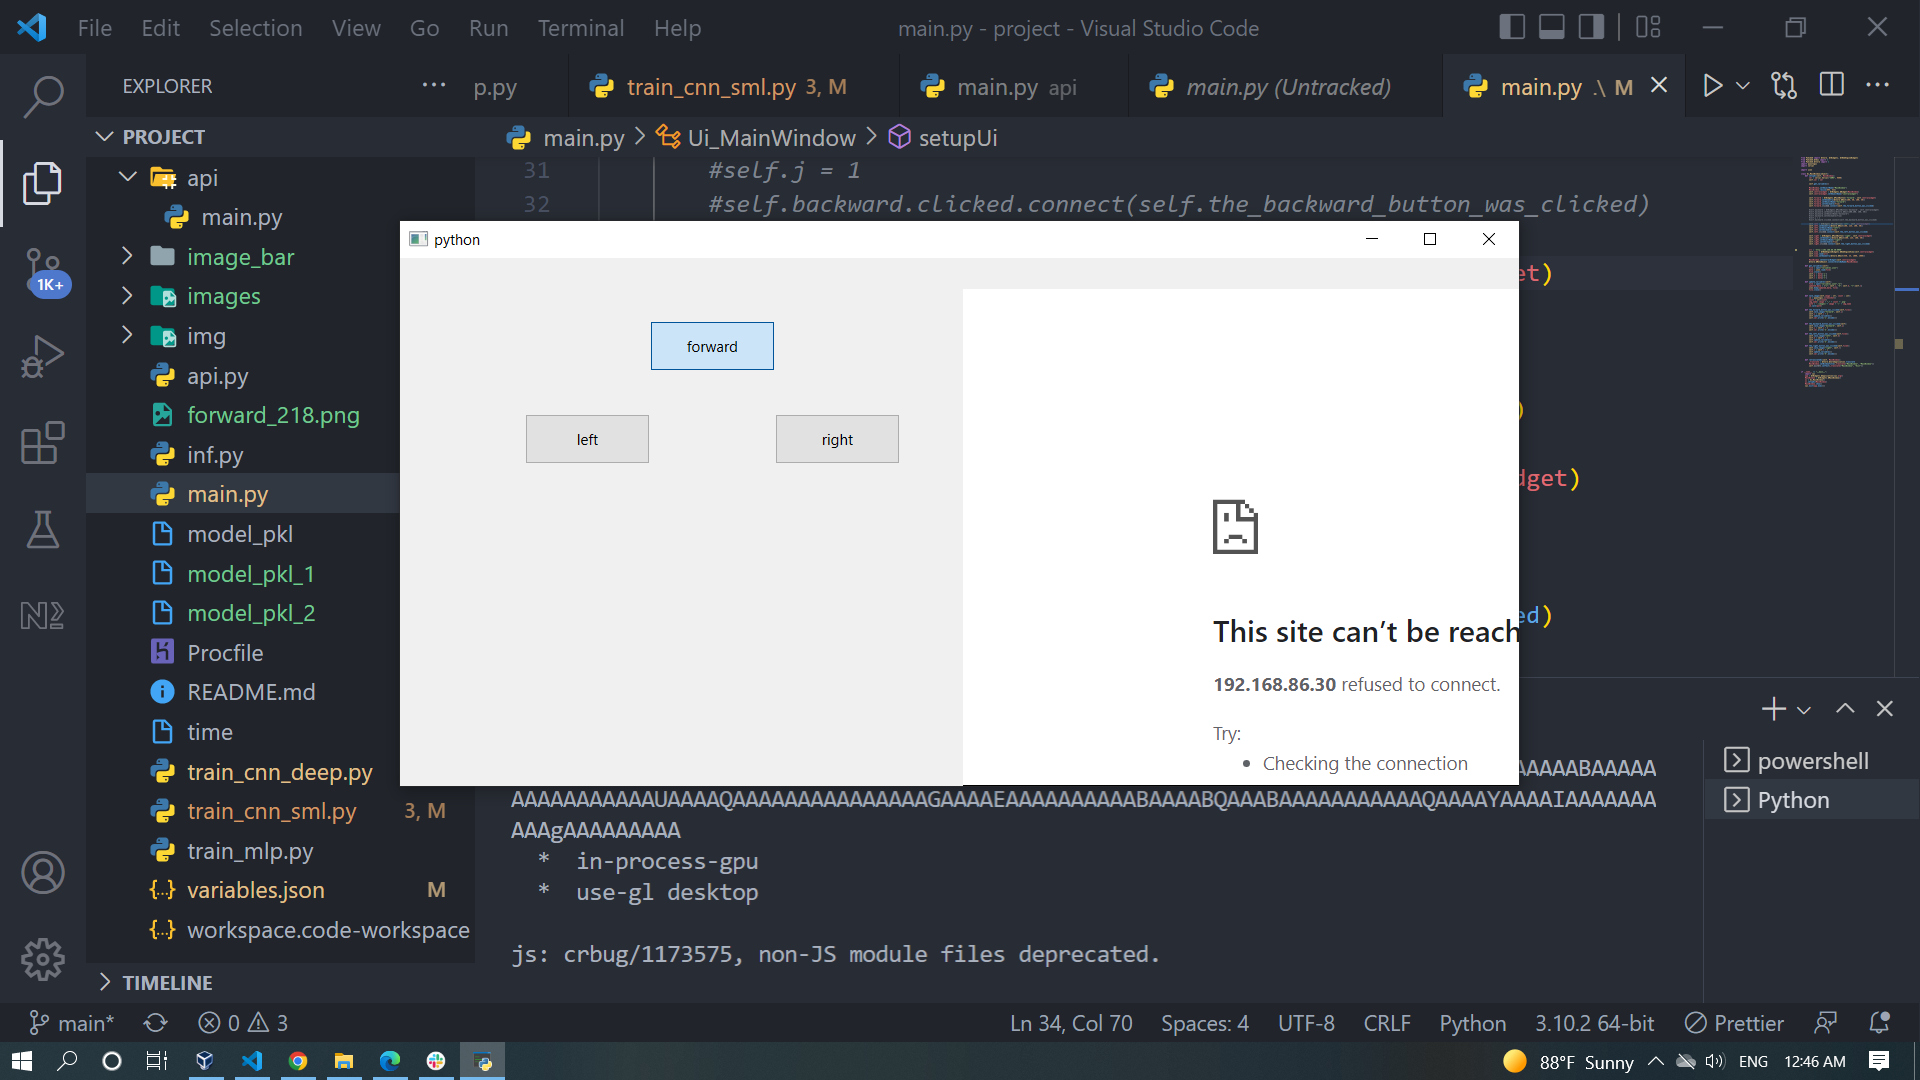 File Edit Selection View Go Run Terminal Help
main.py - project - Visual Studio Code
EXPLORER
p.py
train_cnn_sml.py 3, M
main.py api
main.py (Untracked)
main.py .\ M
PROJECT
main.py > Ui_MainWindow > setupUi
api
main.py
image_bar
images
img
api.py
forward_218.png
inf.py
main.py
model_pkl
model_pkl_1
model_pkl_2
Procfile
README.md
time
train_cnn_deep.py
train_cnn_sml.py 3, M
train_mlp.py
variables.json M
workspace.code-workspace
TIMELINE
1K+
31 #self.j = 1
32 #self.backward.clicked.connect(self.the_backward_button_was_clicked)
et)
)
dget)
ed)
python
forward
left
right
This site can't be reach
192.168.86.30 refused to connect.
Try:
• Checking the connection
AAAAABAAAAA
AAAAAAAAAAAUAAAAQAAAAAAAAAAAAAAAGAAAAEAAAAAAAAAABAAAABQAAABAAAAAAAAAAAQAAAAYAAAAIAAAAAAA
AAAgAAAAAAAAA
* in-process-gpu
* use-gl desktop
js: crbug/1173575, non-JS module files deprecated.
powershell
Python
main* 0 3
Ln 34, Col 70 Spaces: 4 UTF-8 CRLF Python 3.10.2 64-bit Prettier
88°F Sunny ENG 12:46 AM